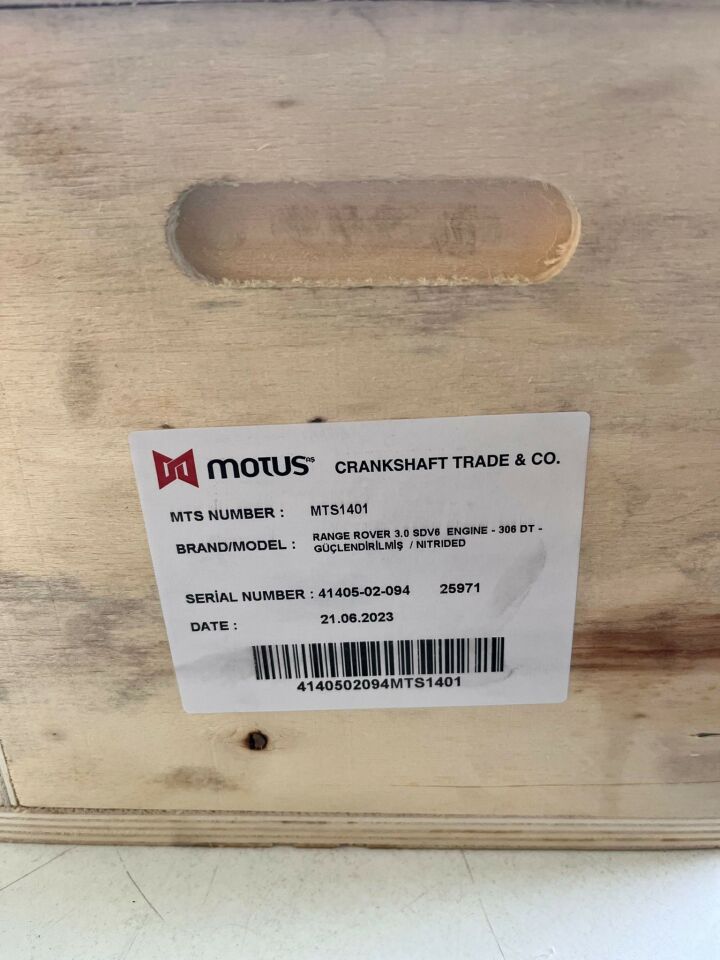 motus AŞ CRANKSHAFT TRADE & CO.
MTS NUMBER : MTS1401
BRAND/MODEL : RANGE ROVER 3.0 SDV6 ENGINE - 306 DT -
GÜÇLENDİRİLMİŞ / NITRIDED
SERİAL NUMBER : 41405-02-094 25971
DATE : 21.06.2023
4140502094MTS1401